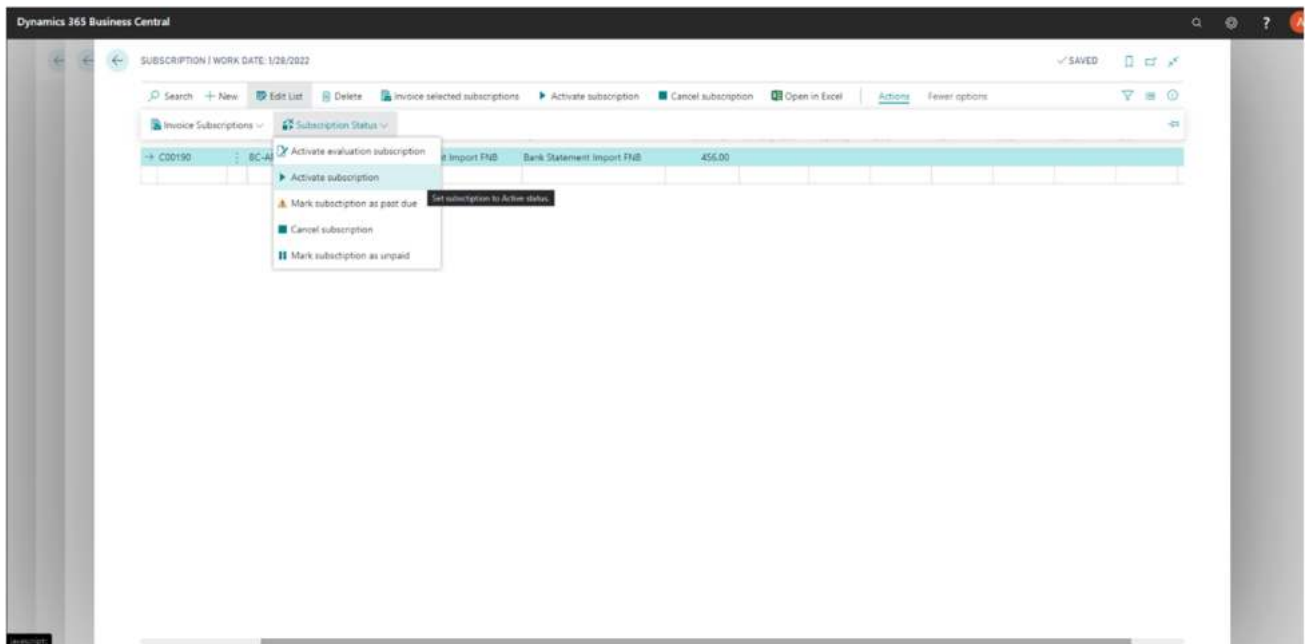 Dynamics 365 Business Central
?
SUBSCRIPTION | WORK DATE: 1/28/2022
SAVED
Search
New
Edit List
Delete
Invoice selected subscriptions
Activate subscription
Cancel subscription
Open in Excel
Actions
Fewer options
Invoice Subscriptions
Subscription Status
C00190
Activate evaluation subscription
Import FNB
Bank Statement Import FNB
456.00
Activate subscription
Set subsctiption to Active status.
Mark subsctiption as past due
Cancel subscription
Mark subsctiption as unpaid